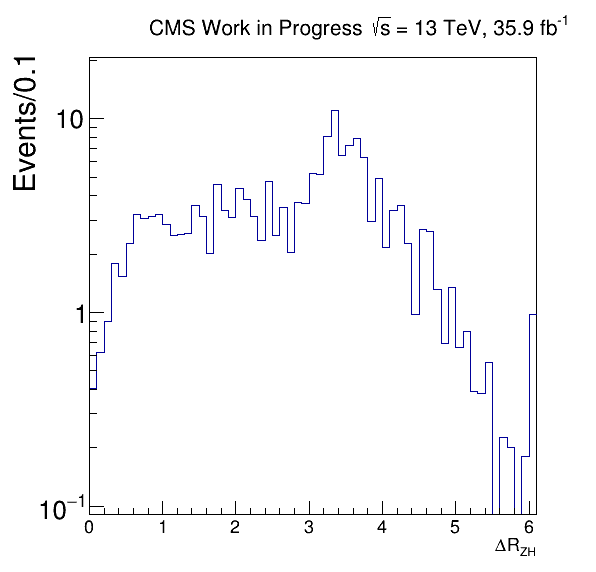 CMS Work in Progress √s = 13 TeV, 35.9 fb⁻¹
Events/0.1
10
1
10⁻¹
0 1 2 3 4 5 6
ΔR_ZH